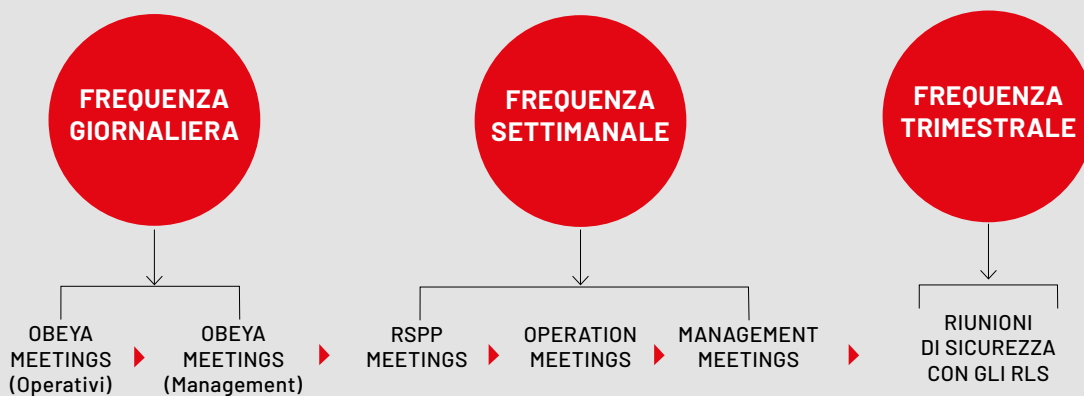 FREQUENZA
GIORNALIERA
FREQUENZA
SETTIMANALE
FREQUENZA
TRIMESTRALE
OBEYA
MEETINGS
(Operativi)
OBEYA
MEETINGS
(Management)
RSPP
MEETINGS
OPERATION
MEETINGS
MANAGEMENT
MEETINGS
RIUNIONI
DI SICUREZZA
CON GLI RLS